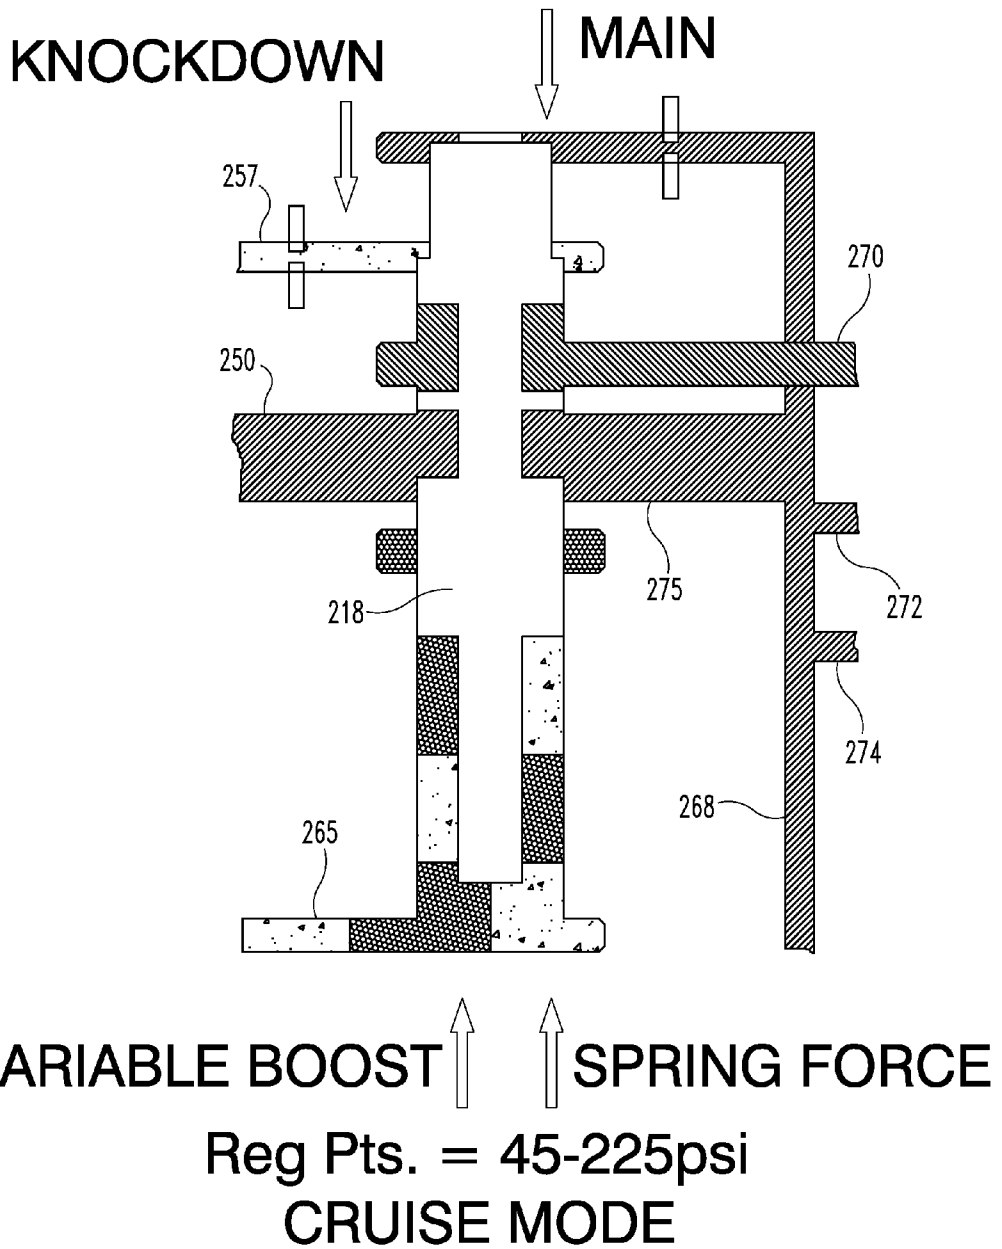 KNOCKDOWN
MAIN
257
270
250
275
272
218
274
268
265
ARIABLE BOOST
SPRING FORCE
Reg Pts. = 45-225psi
CRUISE MODE